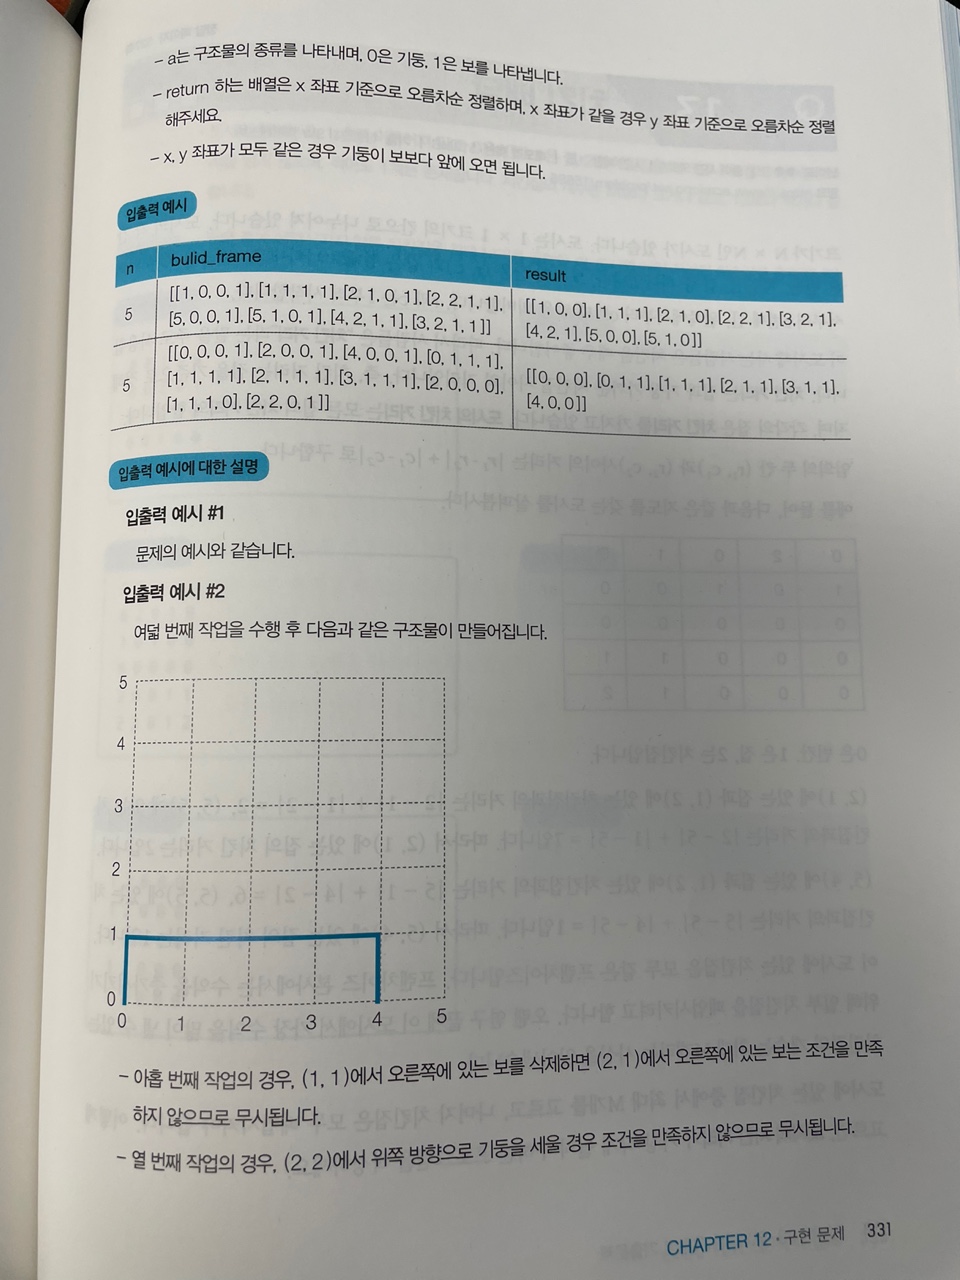 - a는 구조물의 종류를 나타내며, 0은 기둥, 1은 보를 나타냅니다.
- return 하는 배열은 x 좌표 기준으로 오름차순 정렬하며, x 좌표가 같을 경우 y 좌표 기준으로 오름차순 정렬
해주세요.
- x, y 좌표가 모두 같은 경우 기둥이 보보다 앞에 오면 됩니다.
입출력 예시
n bulid_frame result
5 [[1, 0, 0, 1], [1, 1, 1, 1], [2, 1, 0, 1], [2, 2, 1, 1], [[1, 0, 0], [1, 1, 1], [2, 1, 0], [2, 2, 1], [3, 2, 1],
[5, 0, 0, 1], [5, 1, 0, 1], [4, 2, 1, 1], [3, 2, 1, 1 ]] [4, 2, 1], [5, 0, 0], [5, 1, 0]]
5 [[0, 0, 0, 1], [2, 0, 0, 1], [4, 0, 0, 1], [0, 1, 1, 1], [[0, 0, 0], [0, 1, 1], [1, 1, 1], [2, 1, 1], [3, 1, 1],
[1, 1, 1, 1], [2, 1, 1, 1], [3, 1, 1, 1], [2, 0, 0, 0], [4, 0, 0]]
[1, 1, 1, 0], [2, 2, 0, 1]]
입출력 예시에 대한 설명
입출력 예시 #1
문제의 예시와 같습니다.
입출력 예시 #2
여덟 번째 작업을 수행 후 다음과 같은 구조물이 만들어집니다.
5
4
3
2
1
0
0 1 2 3 4 5
- 아홉 번째 작업의 경우, (1, 1)에서 오른쪽에 있는 보를 삭제하면 (2, 1)에서 오른쪽에 있는 보는 조건을 만족
하지 않으므로 무시됩니다.
- 열 번째 작업의 경우, (2, 2)에서 위쪽 방향으로 기둥을 세울 경우 조건을 만족하지 않으므로 무시됩니다.
CHAPTER 12 · 구현 문제 331